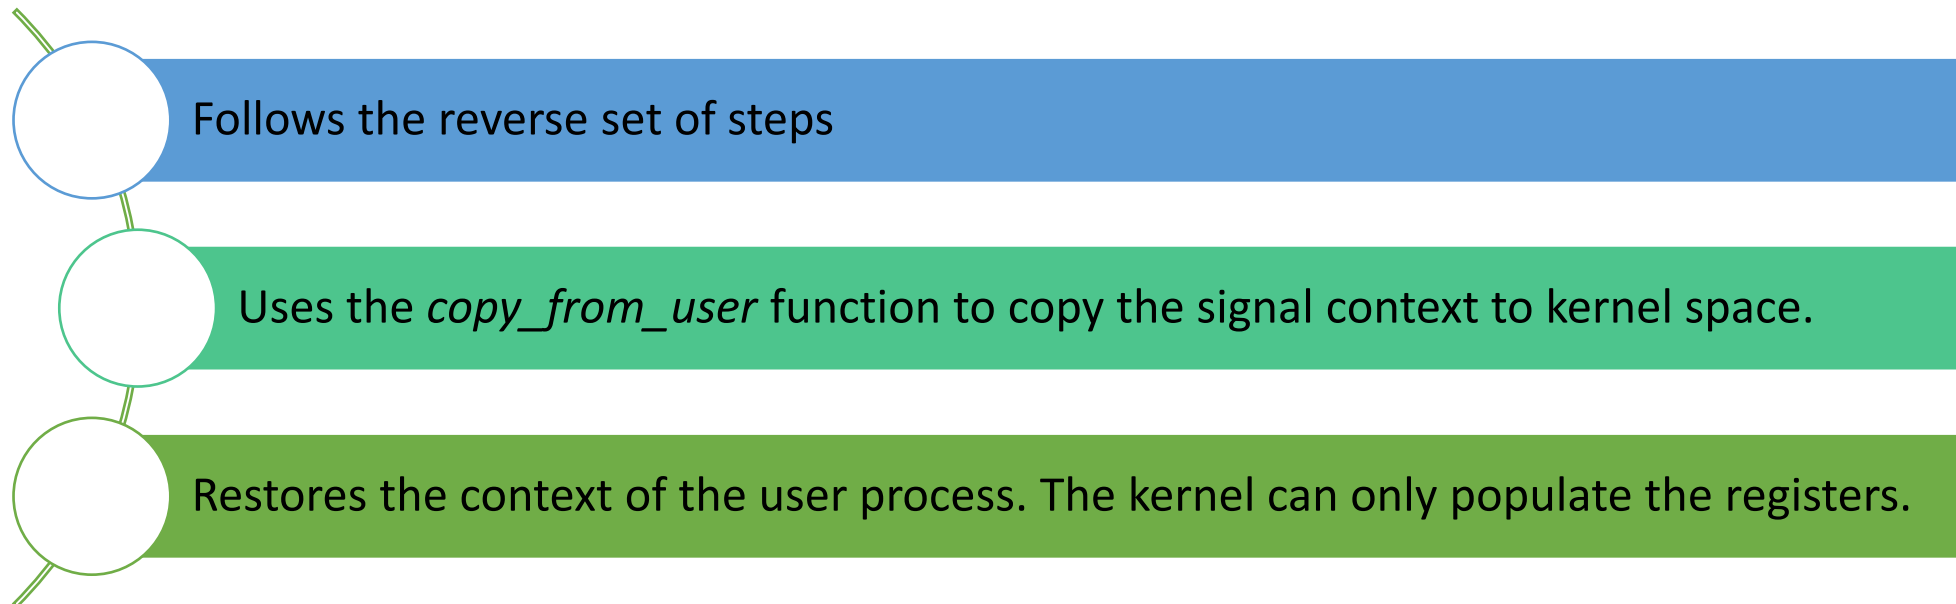 Follows the reverse set of steps
Uses the copy_from_user function to copy the signal context to kernel space.
Restores the context of the user process. The kernel can only populate the registers.